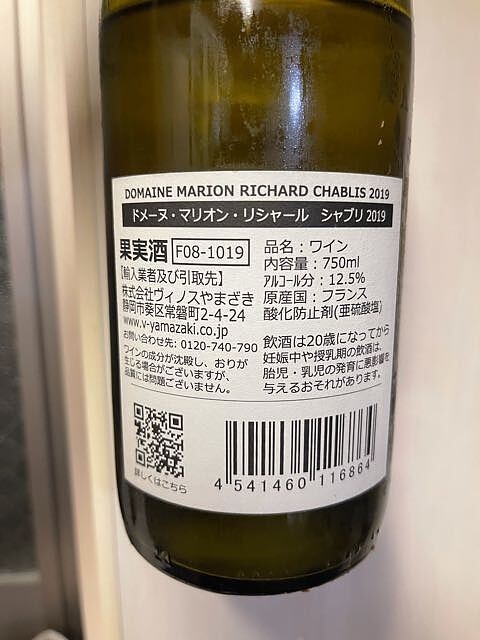 DOMAINE MARION RICHARD CHABLIS 2019
ドメーヌ・マリオン・リシャール シャブリ 2019
果実酒 F08-1019
【輸入業者及び引取先】
株式会社ヴィノスやまざき
静岡市葵区常磐町2-4-24
www.v-yamazaki.co.jp
お問い合わせ先：0120-740-790
ワインの成分が沈殿し、おりが
生じる場合がございますが、
品質には問題ございません。
品名：ワイン
内容量：750ml
アルコール分：12.5%
原産国：フランス
酸化防止剤(亜硫酸塩)
飲酒は20歳になってから
妊娠中や授乳期の飲酒は、
胎児・乳児の発育に悪影響を
与えるおそれがあります。
詳しくはこちら
4 541460 116864